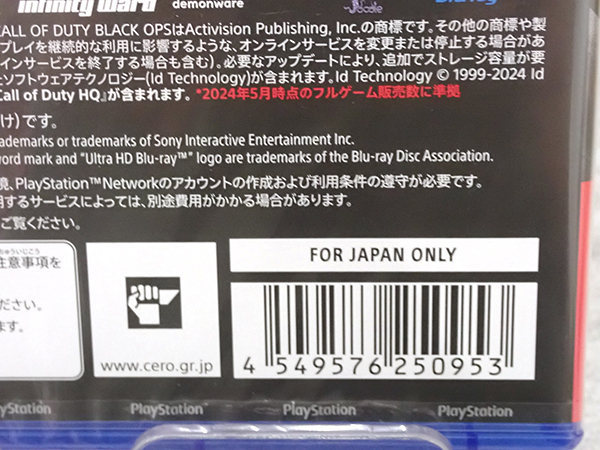 Infinity Ward demonware
CALL OF DUTY BLACK OPSはActivision Publishing, Inc.の商標です。その他の商標や製
プレイを継続的な利用に影響するような、オンラインサービスを変更または停止する場合があ
インサービスを終了する場合も含む)。必要なアップデートにより、追加でストレージ容量が要
ソフトウェアテクノロジー(Id Technology)が含まれます。Id Technology © 1999-2024 Id
Call of Duty HQ』が含まれます。 *2024年5月時点のフルゲーム販売数に準拠
け)です。
ademarks or trademarks of Sony Interactive Entertainment Inc.
word mark and “Ultra HD Blu-ray™” logo are trademarks of the Blu-ray Disc Association.
境、PlayStation™Networkのアカウントの作成および利用条件の遵守が必要です。
用するサービスによっては、別途費用がかかる場合があります。
ご覧ください。
注意事項を
ださい。
ます。
www.cero.gr.jp
FOR JAPAN ONLY
4 549576 250953
PlayStation PlayStation PlayStation PlayStation